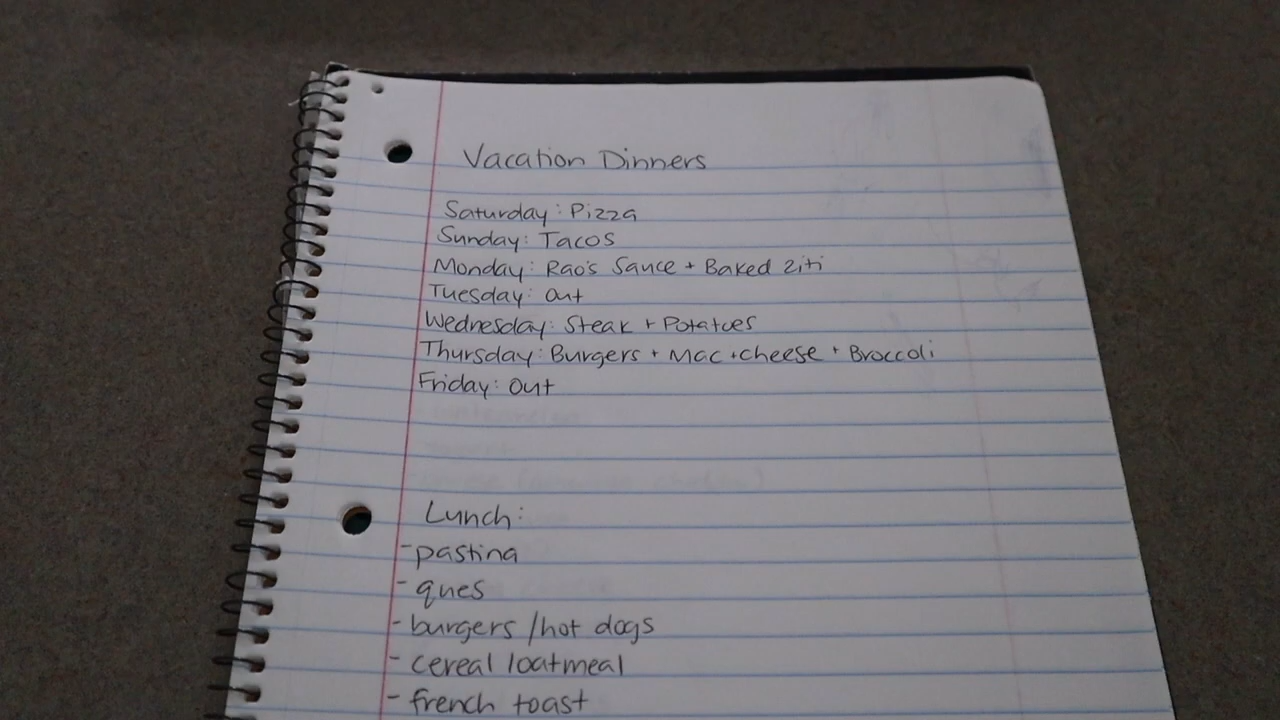 Vacation Dinners
Saturday: Pizza
Sunday: Tacos
Monday: Rao's Sauce + Baked Ziti
Tuesday: Out
Wednesday: Steak + Potatoes
Thursday: Burgers + Mac + cheese + Broccoli
Friday: Out
Lunch:
- pastina
- ques
- burgers / hot dogs
- cereal / oatmeal
- french toast